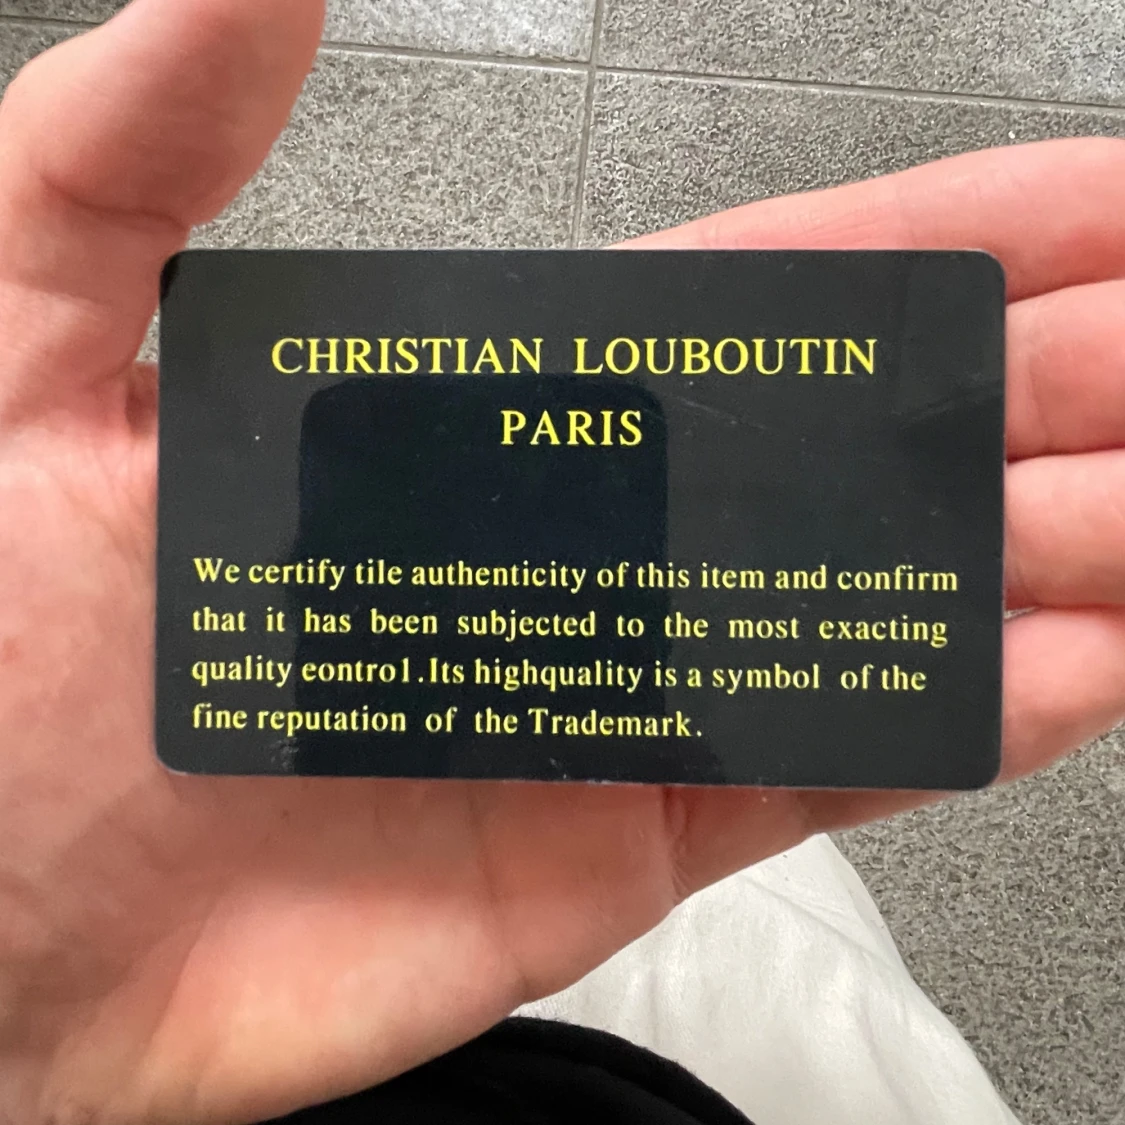 CHRISTIAN LOUBOUTIN
PARIS
We certify tile authenticity of this item and confirm
that it has been subjected to the most exacting
quality eontrol.Its highquality is a symbol of the
fine reputation of the Trademark.